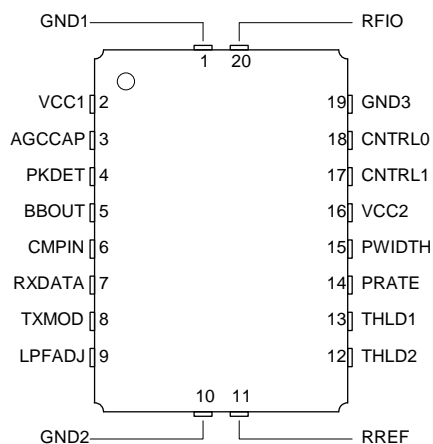 GND1 RFIO
1 20
VCC1 2 19 GND3
AGCCAP 3 18 CNTRL0
PKDET 4 17 CNTRL1
BBOUT 5 16 VCC2
CMPIN 6 15 PWIDTH
RXDATA 7 14 PRATE
TXMOD 8 13 THLD1
LPFADJ 9 12 THLD2
10 11
GND2 RREF